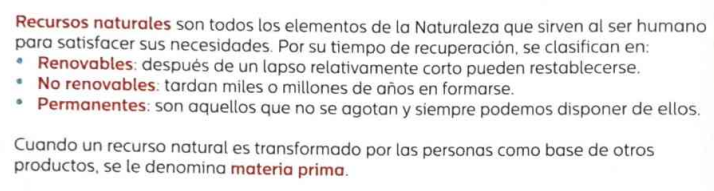 Recursos naturales son todos los elementos de la Naturaleza que sirven al ser humano
para satisfacer sus necesidades. Por su tiempo de recuperación, se clasifican en:
• Renovables: después de un lapso relativamente corto pueden restablecerse.
• No renovables: tardan miles o millones de años en formarse.
• Permanentes: son aquellos que no se agotan y siempre podemos disponer de ellos.
Cuando un recurso natural es transformado por las personas como base de otros
productos, se le denomina materia prima.